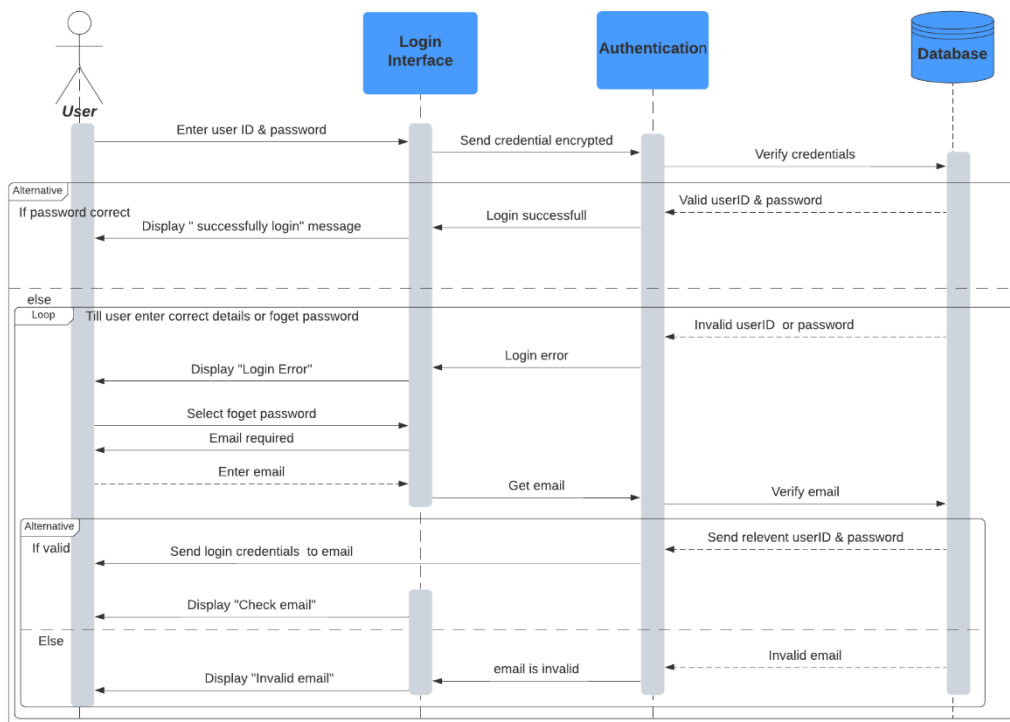 Login
Interface
Authentication
Database
User
Enter user ID & password
Send credential encrypted
Verify credentials
Alternative
If password correct
Valid userID & password
Login successfull
Display " successfully login" message
else
Loop
Till user enter correct details or foget password
Invalid userID  or password
Login error
Display "Login Error"
Select foget password
Email required
Enter email
Get email
Verify email
Alternative
If valid
Send relevent userID & password
Send login credentials  to email
Display "Check email"
Else
Invalid email
email is invalid
Display "Invalid email"